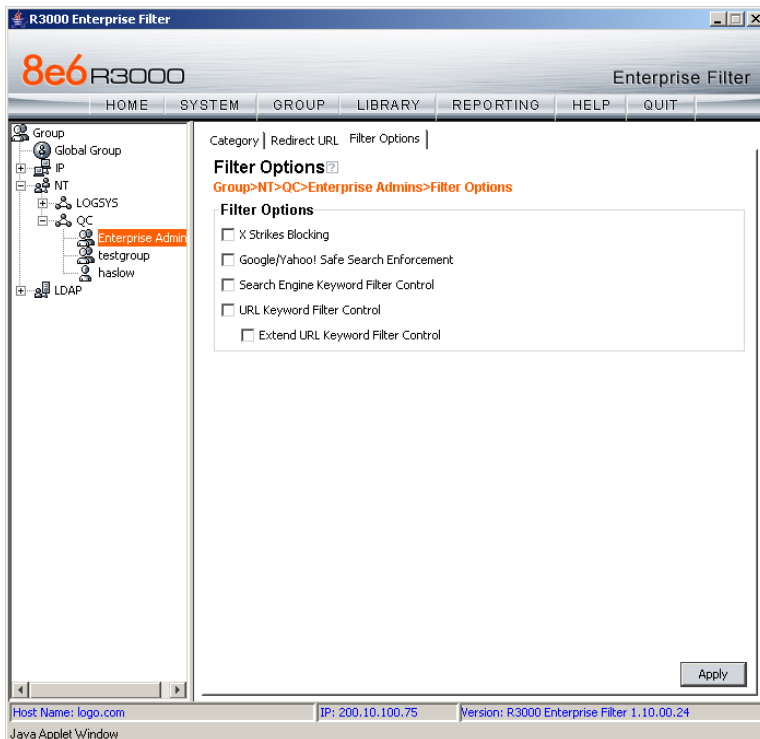 R3000 Enterprise Filter
8e6 R3000
Enterprise Filter
HOME SYSTEM GROUP LIBRARY REPORTING HELP QUIT
Group
Global Group
IP
NT
LOGSYS
QC
Enterprise Admin
testgroup
haslow
LDAP
Category Redirect URL Filter Options
Filter Options ?
Group>NT>QC>Enterprise Admins>Filter Options
Filter Options
X Strikes Blocking
Google/Yahoo! Safe Search Enforcement
Search Engine Keyword Filter Control
URL Keyword Filter Control
Extend URL Keyword Filter Control
Apply
Host Name: logo.com IP: 200.10.100.75 Version: R3000 Enterprise Filter 1.10.00.24
Java Applet Window